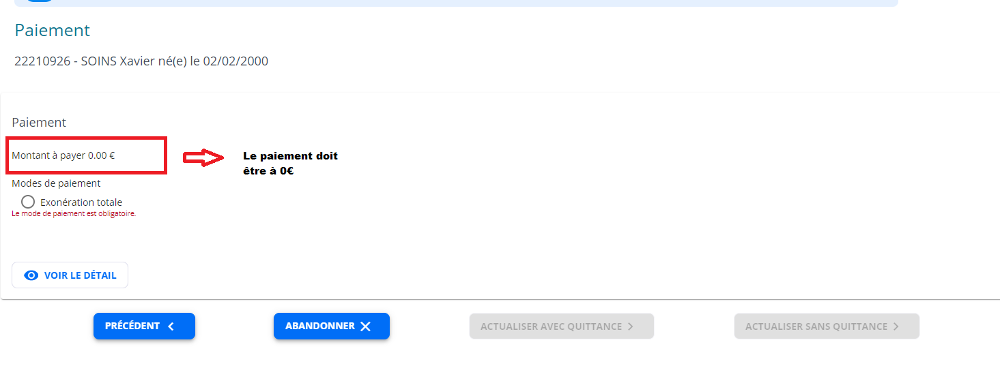 Paiement
22210926 - SOINS Xavier né(e) le 02/02/2000
Paiement
Montant à payer 0.00 €
Le paiement doit
être à 0€
Modes de paiement
Exonération totale
Le mode de paiement est obligatoire.
VOIR LE DÉTAIL
PRÉCÉDENT
ABANDONNER
ACTUALISER AVEC QUITTANCE
ACTUALISER SANS QUITTANCE